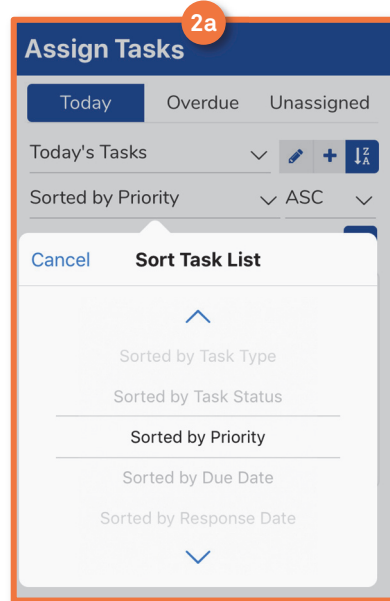 2a
Assign Tasks
Today Overdue Unassigned
Today's Tasks
Sorted by Priority ASC
Cancel Sort Task List
Sorted by Task Type
Sorted by Task Status
Sorted by Priority
Sorted by Due Date
Sorted by Response Date